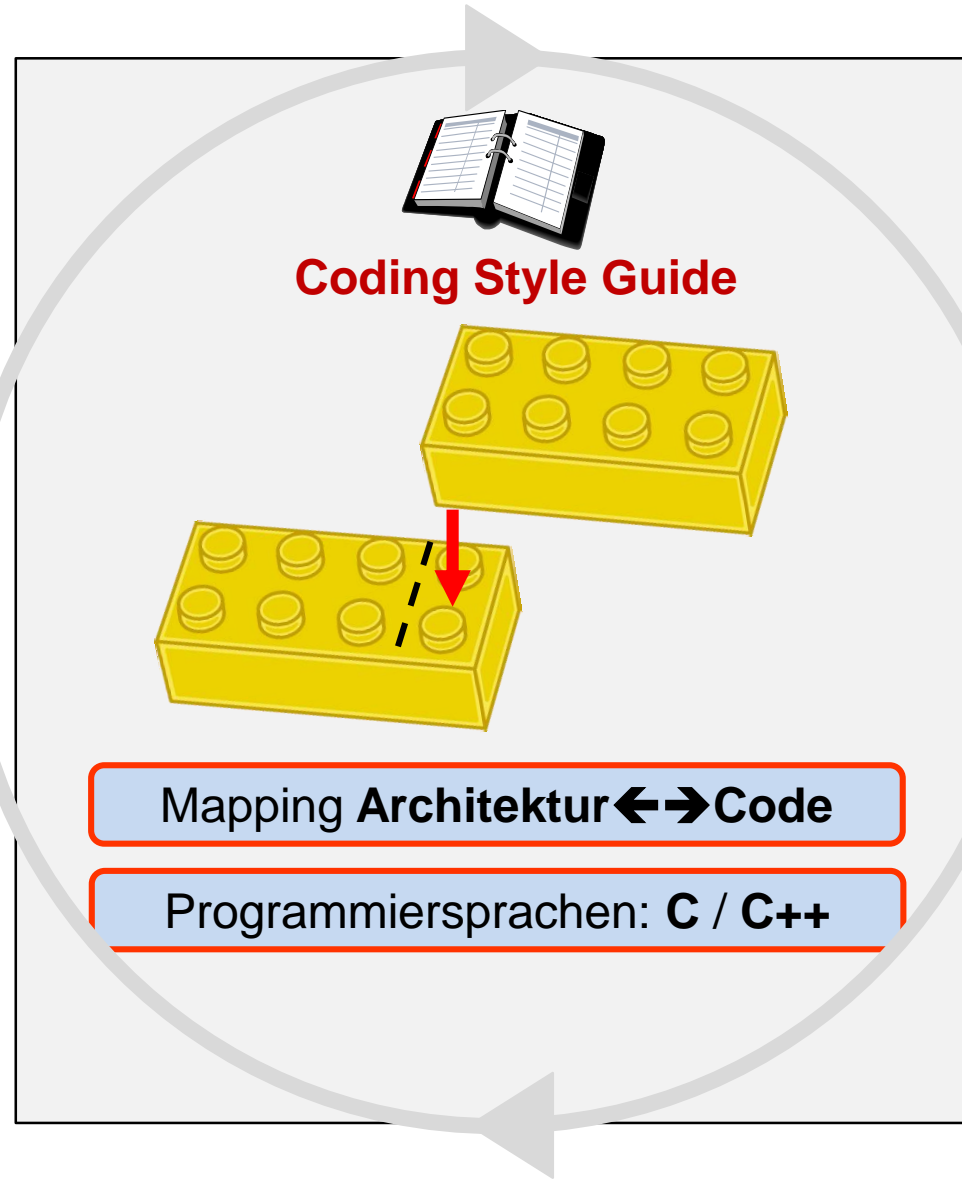 Coding Style Guide
Mapping Architektur🡸🡺Code
Programmiersprachen: C / C++